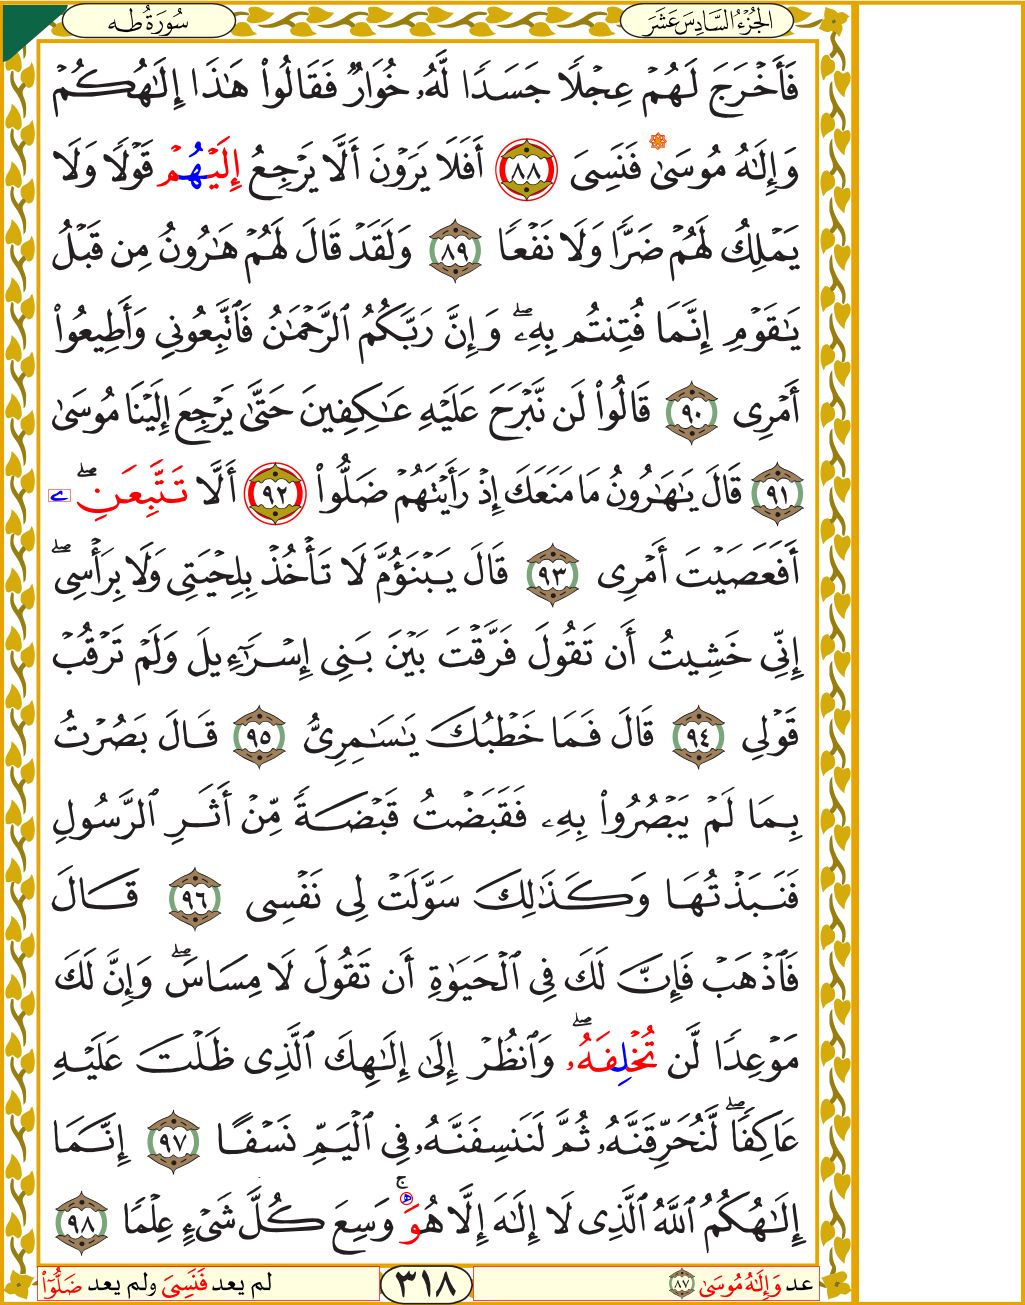 الجُزْءُ السَّادِسَ عَشَرَ
سُورَةُ طه
فَأَخْرَجَ لَهُمْ عِجْلًا جَسَدًا لَّهُۥ خُوَارٌ فَقَالُوا۟ هَـٰذَآ إِلَـٰهُكُمْ
وَإِلَـٰهُ مُوسَىٰ فَنَسِىَ ٨٨ أَفَلَا يَرَوْنَ أَلَّا يَرْجِعُ إِلَيْهُمْ قَوْلًا وَلَا
يَمْلِكُ لَهُمْ ضَرًّا وَلَا نَفْعًا ٨٩ وَلَقَدْ قَالَ لَهُمْ هَـٰرُونُ مِن قَبْلُ
يَـٰقَوْمِ إِنَّمَا فُتِنتُم بِهِۦ ۖ وَإِنَّ رَبَّكُمُ ٱلرَّحْمَـٰنُ فَٱتَّبِعُونِى وَأَطِيعُوٓا۟
أَمْرِى ٩٠ قَالُوا۟ لَن نَّبْرَحَ عَلَيْهِ عَـٰكِفِينَ حَتَّىٰ يَرْجِعَ إِلَيْنَا مُوسَىٰ
٩١ قَالَ يَـٰهَـٰرُونُ مَا مَنَعَكَ إِذْ رَأَيْتَهُمْ ضَلُّوٓا۟ ٩٢ أَلَّا تَتَّبِعَنِۦ ۖ
أَفَعَصَيْتَ أَمْرِى ٩٣ قَالَ يَبْنَؤُمَّ لَا تَأْخُذْ بِلِحْيَتِى وَلَا بِرَأْسِىٓ ۖ
إِنِّى خَشِيتُ أَن تَقُولَ فَرَّقْتَ بَيْنَ بَنِىٓ إِسْرَٰٓءِيلَ وَلَمْ تَرْقُبْ
قَوْلِى ٩٤ قَالَ فَمَا خَطْبُكَ يَـٰسَـٰمِرِىُّ ٩٥ قَالَ بَصُرْتُ
بِمَا لَمْ يَبْصُرُوا۟ بِهِۦ فَقَبَضْتُ قَبْضَةً مِّنْ أَثَرِ ٱلرَّسُولِ
فَنَبَذْتُهَا وَكَذَٰلِكَ سَوَّلَتْ لِى نَفْسِى ٩٦ قَالَ
فَٱذْهَبْ فَإِنَّ لَكَ فِى ٱلْحَيَوٰةِ أَن تَقُولَ لَا مِسَاسَ ۖ وَإِنَّ لَكَ
مَوْعِدًا لَّن تُخْلِفَهُۥ ۖ وَٱنظُرْ إِلَىٰٓ إِلَـٰهِكَ ٱلَّذِى ظَلْتَ عَلَيْهِ
عَاكِفًا ۖ لَّنُحَرِّقَنَّهُۥ ثُمَّ لَنَنسِفَنَّهُۥ فِى ٱلْيَمِّ نَسْفًا ٩٧ إِنَّمَآ
إِلَـٰهُكُمُ ٱللَّهُ ٱلَّذِى لَآ إِلَـٰهَ إِلَّا هُوَ ۚ وَسِعَ كُلَّ شَىْءٍ عِلْمًا ٩٨
عد وَإِلَـٰهُ مُوسَىٰ ٨٧
٣١٨
لم يعد فَنَسِىَ ولم يعد ضَلُّوٓا۟